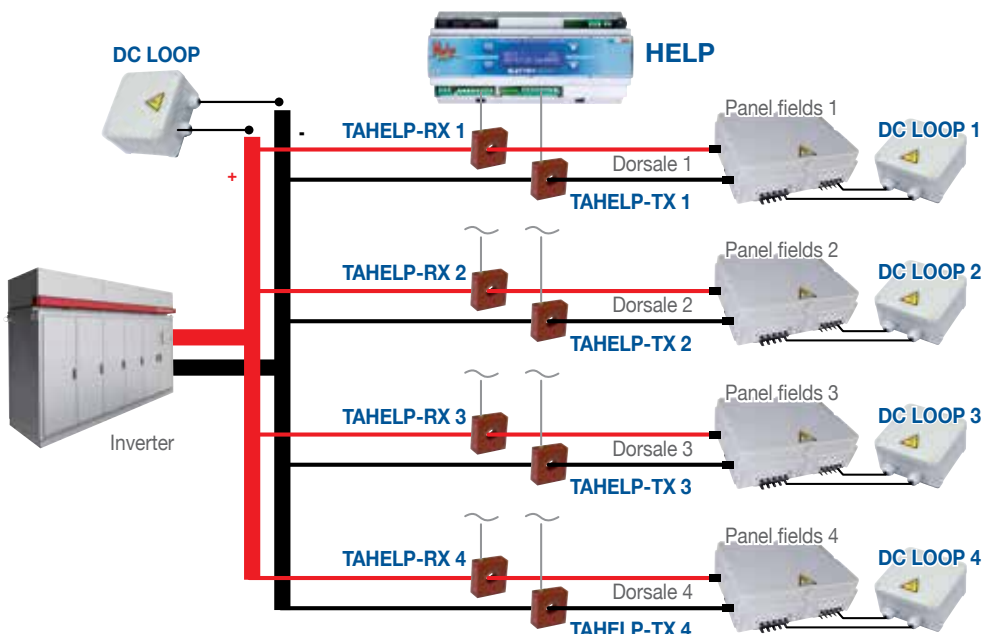 DC LOOP
HELP
Help
Panel fields 1
TAHELP-RX 1
DC LOOP 1
-
Dorsale 1
+
TAHELP-TX 1
Panel fields 2
TAHELP-RX 2
DC LOOP 2
Dorsale 2
TAHELP-TX 2
Panel fields 3
TAHELP-RX 3
DC LOOP 3
Inverter
Dorsale 3
TAHELP-TX 3
Panel fields 4
TAHELP-RX 4
DC LOOP 4
Dorsale 4
TAHELP-TX 4